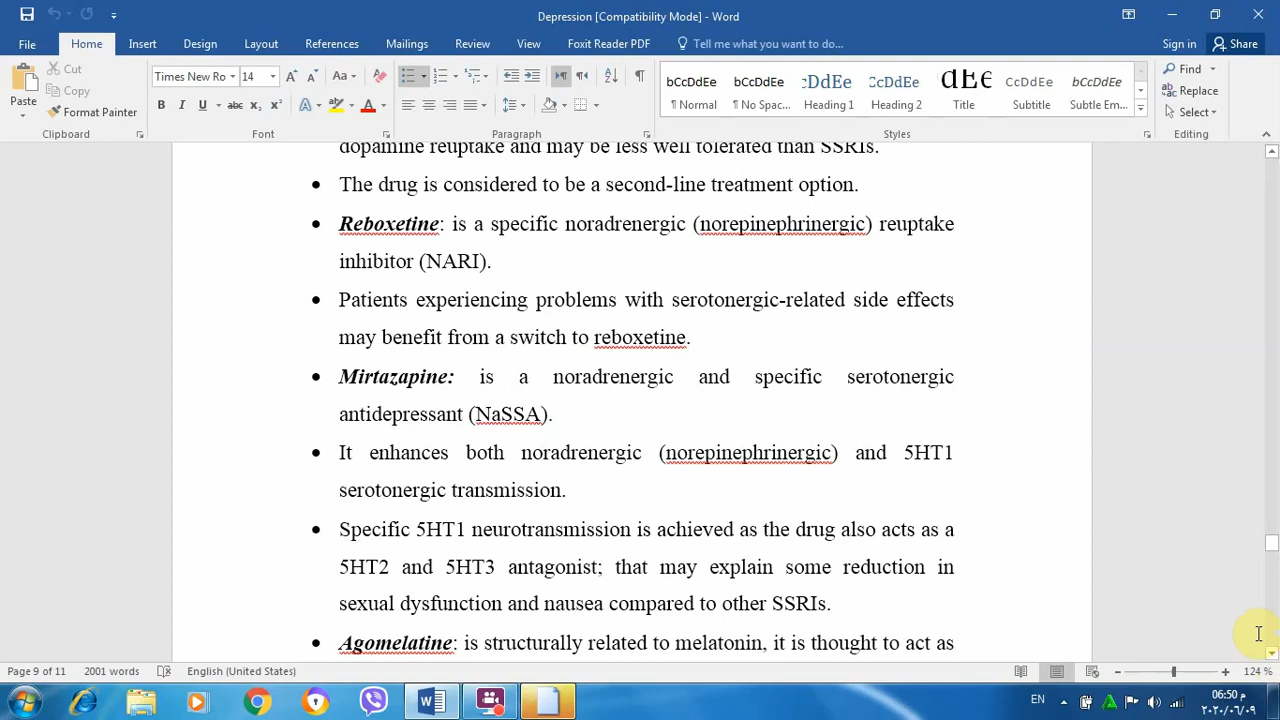 Depression [Compatibility Mode] - Word
File Home Insert Design Layout References Mailings Review View Foxit Reader PDF Tell me what you want to do... Sign in Share
Paste Cut Copy Format Painter
Times New Ro 14 Aa
B I U abc x₂ x² A A
¶ Normal ¶ No Spac... Heading 1 Heading 2 Title Subtitle Subtle Em...
Find Replace Select
Clipboard Font Paragraph Styles Editing
dopamine reuptake and may be less well tolerated than SSRIs.
• The drug is considered to be a second-line treatment option.
• Reboxetine: is a specific noradrenergic (norepinephrinergic) reuptake
inhibitor (NARI).
• Patients experiencing problems with serotonergic-related side effects
may benefit from a switch to reboxetine.
• Mirtazapine: is a noradrenergic and specific serotonergic
antidepressant (NaSSA).
• It enhances both noradrenergic (norepinephrinergic) and 5HT1
serotonergic transmission.
• Specific 5HT1 neurotransmission is achieved as the drug also acts as a
5HT2 and 5HT3 antagonist; that may explain some reduction in
sexual dysfunction and nausea compared to other SSRIs.
• Agomelatine: is structurally related to melatonin, it is thought to act as
Page 9 of 11 2001 words English (United States) 124 %
EN 06:50 م
٢٠٢٠/٠٦/٠٩